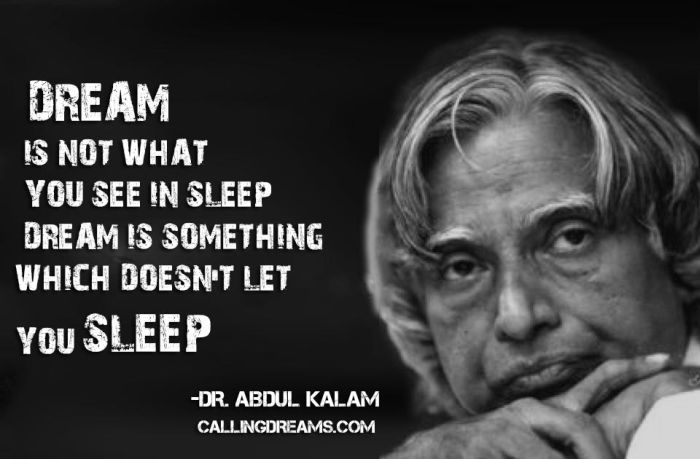 DREAM
IS NOT WHAT
YOU SEE IN SLEEP
DREAM IS SOMETHING
WHICH DOESN'T LET
YOU SLEEP
-DR. ABDUL KALAM
CALLINGDREAMS.COM